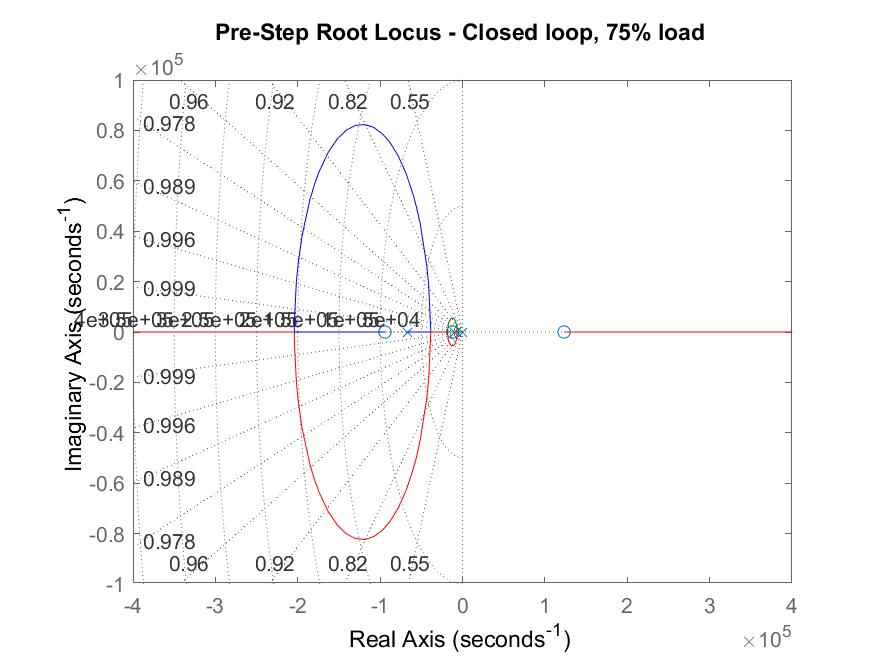 Pre-Step Root Locus - Closed loop, 75% load
×10^5
1
0.96 0.92 0.82 0.55
0.8 0.978
0.6 0.989
0.4 0.996
0.2 0.999
0
-0.2 0.999
-0.4 0.996
-0.6 0.989
-0.8 0.978
0.96 0.92 0.82 0.55
-1
-4 -3 -2 -1 0 1 2 3 4
Imaginary Axis (seconds^-1)
Real Axis (seconds^-1)
×10^5